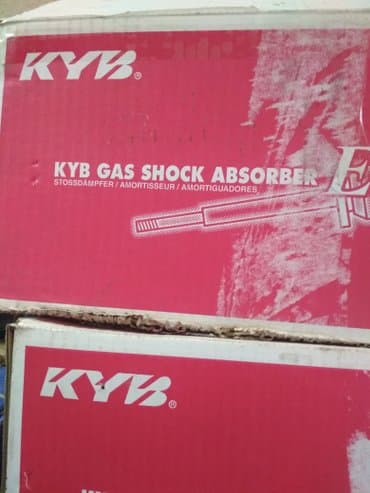 KYB®
KYB GAS SHOCK ABSORBER E
STOSSDÄMPFER / AMORTISSEUR / AMORTIGUADORES
KYB®